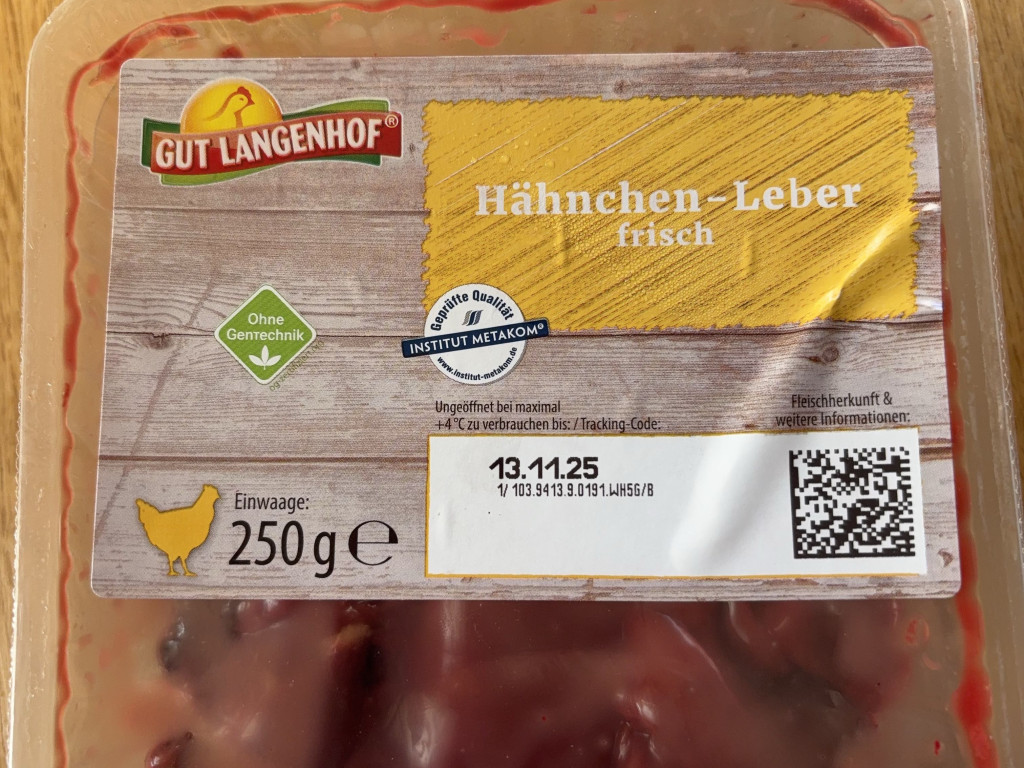 GUT LANGENHOF®
Hähnchen-Leber
frisch
Ohne
Gentechnik
Geprüfte Qualität
INSTITUT METAKOM®
www.institut-metakom.de
Ungeöffnet bei maximal
+4 °C zu verbrauchen bis: / Tracking-Code:
Fleischherkunft &
weitere Informationen:
13.11.25
1/ 103.9413.9.0191.WH5G/B
Einwaage:
250 g e